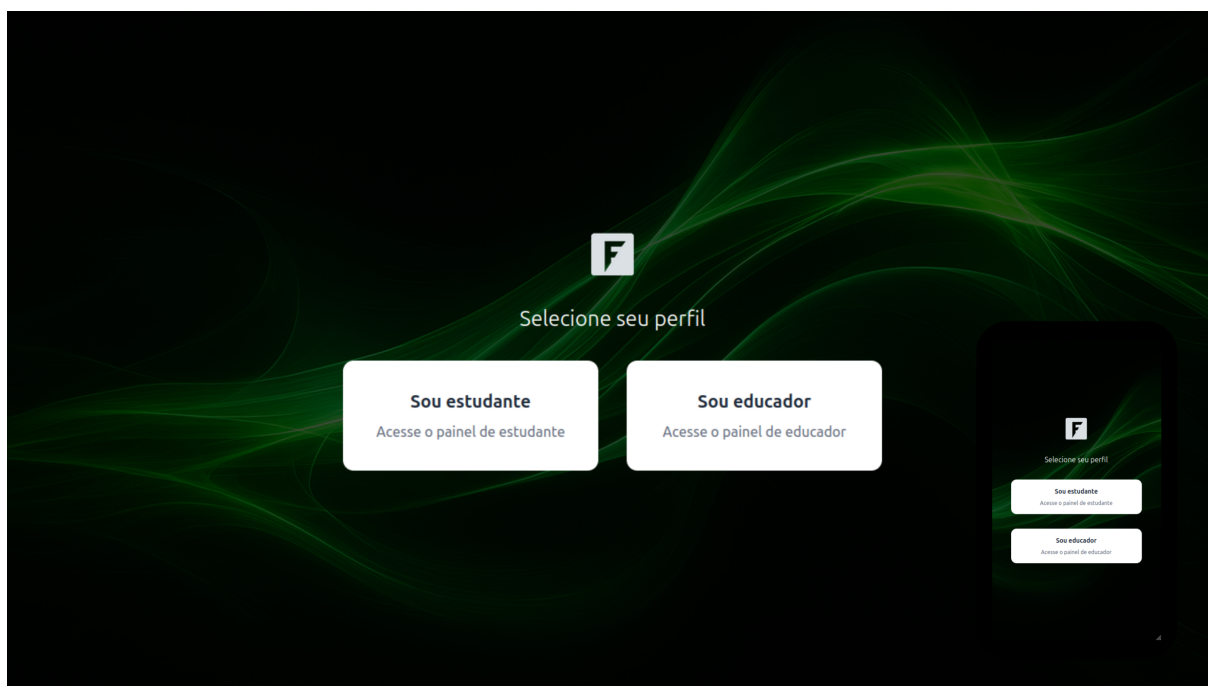 F
Selecione seu perfil
Sou estudante
Acesse o painel de estudante
Sou educador
Acesse o painel de educador
F
Selecione seu perfil
Sou estudante
Acesse o painel de estudante
Sou educador
Acesse o painel de educador